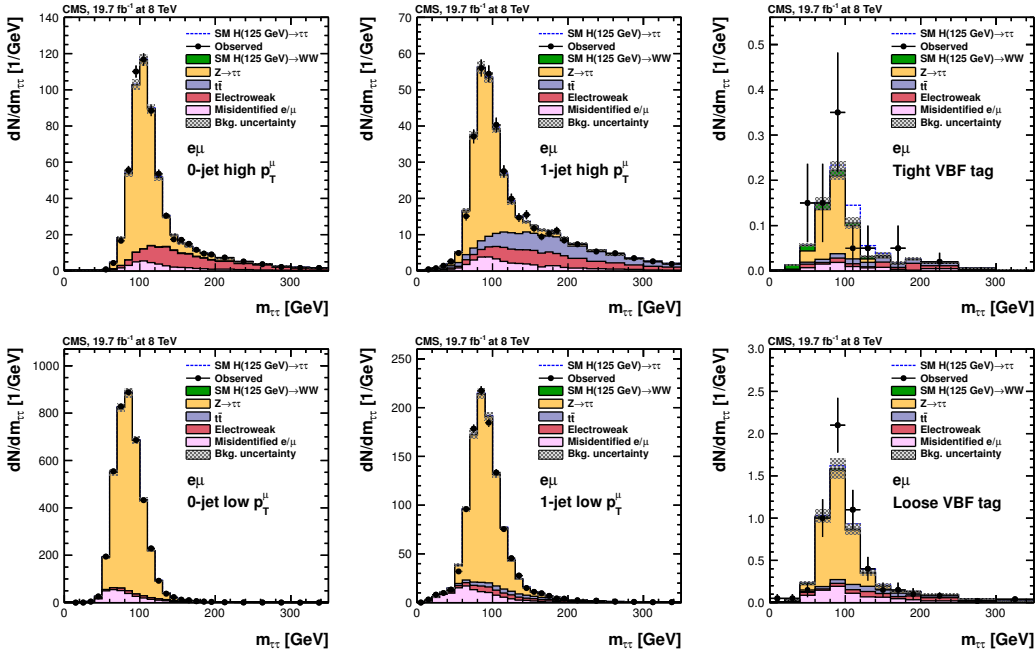 CMS, 19.7 fb⁻¹ at 8 TeV
dN/dm_ττ [1/GeV]
140
120
100
80
60
40
20
0
SM H(125 GeV)→ττ
Observed
SM H(125 GeV)→WW
Z→ττ
tt̄
Electroweak
Misidentified e/μ
Bkg. uncertainty
eμ
0-jet high p_T^μ
0 100 200 300
m_ττ [GeV]
CMS, 19.7 fb⁻¹ at 8 TeV
dN/dm_ττ [1/GeV]
70
60
50
40
30
20
10
0
SM H(125 GeV)→ττ
Observed
SM H(125 GeV)→WW
Z→ττ
tt̄
Electroweak
Misidentified e/μ
Bkg. uncertainty
eμ
1-jet high p_T^μ
0 100 200 300
m_ττ [GeV]
CMS, 19.7 fb⁻¹ at 8 TeV
dN/dm_ττ [1/GeV]
0.5
0.4
0.3
0.2
0.1
0.0
SM H(125 GeV)→ττ
Observed
SM H(125 GeV)→WW
Z→ττ
tt̄
Electroweak
Misidentified e/μ
Bkg. uncertainty
eμ
Tight VBF tag
0 100 200 300
m_ττ [GeV]
CMS, 19.7 fb⁻¹ at 8 TeV
dN/dm_ττ [1/GeV]
1000
800
600
400
200
0
SM H(125 GeV)→ττ
Observed
SM H(125 GeV)→WW
Z→ττ
tt̄
Electroweak
Misidentified e/μ
Bkg. uncertainty
eμ
0-jet low p_T^μ
0 100 200 300
m_ττ [GeV]
CMS, 19.7 fb⁻¹ at 8 TeV
dN/dm_ττ [1/GeV]
250
200
150
100
50
0
SM H(125 GeV)→ττ
Observed
SM H(125 GeV)→WW
Z→ττ
tt̄
Electroweak
Misidentified e/μ
Bkg. uncertainty
eμ
1-jet low p_T^μ
0 100 200 300
m_ττ [GeV]
CMS, 19.7 fb⁻¹ at 8 TeV
dN/dm_ττ [1/GeV]
3.0
2.5
2.0
1.5
1.0
0.5
0.0
SM H(125 GeV)→ττ
Observed
SM H(125 GeV)→WW
Z→ττ
tt̄
Electroweak
Misidentified e/μ
Bkg. uncertainty
eμ
Loose VBF tag
0 100 200 300
m_ττ [GeV]